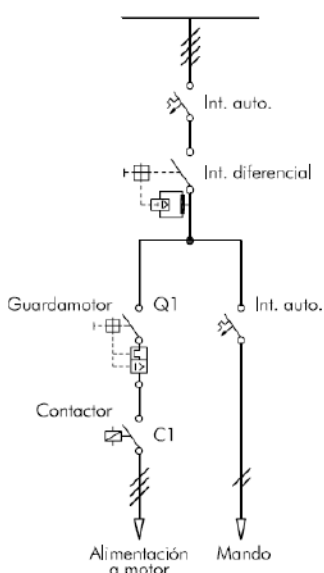 Int. auto.
Int. diferencial
Guardamotor
Q1
Int. auto.
Contactor
C1
Alimentación
a motor
Mando